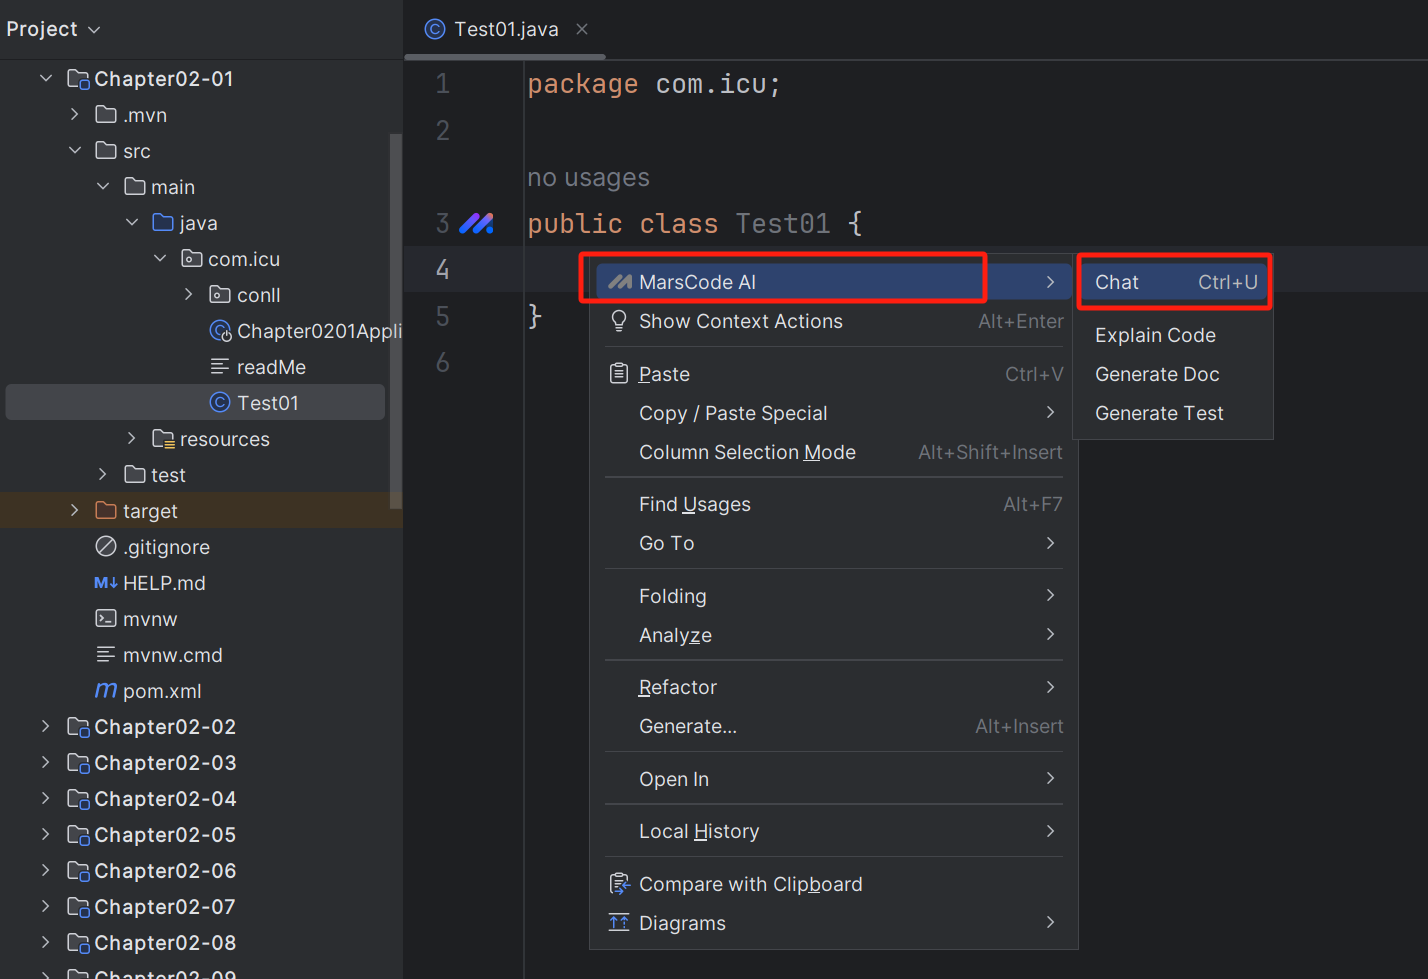 Project
Chapter02-01
.mvn
src
main
java
com.icu
conll
Chapter0201Appli
readMe
Test01
resources
test
target
.gitignore
M↓ HELP.md
mvnw
mvnw.cmd
m pom.xml
Chapter02-02
Chapter02-03
Chapter02-04
Chapter02-05
Chapter02-06
Chapter02-07
Chapter02-08
Chapter02-09
Test01.java
1 package com.icu;
2
no usages
3 public class Test01 {
4
5 }
6
MarsCode AI
Show Context Actions Alt+Enter
Paste Ctrl+V
Copy / Paste Special
Column Selection Mode Alt+Shift+Insert
Find Usages Alt+F7
Go To
Folding
Analyze
Refactor
Generate... Alt+Insert
Open In
Local History
Compare with Clipboard
Diagrams
Chat Ctrl+U
Explain Code
Generate Doc
Generate Test